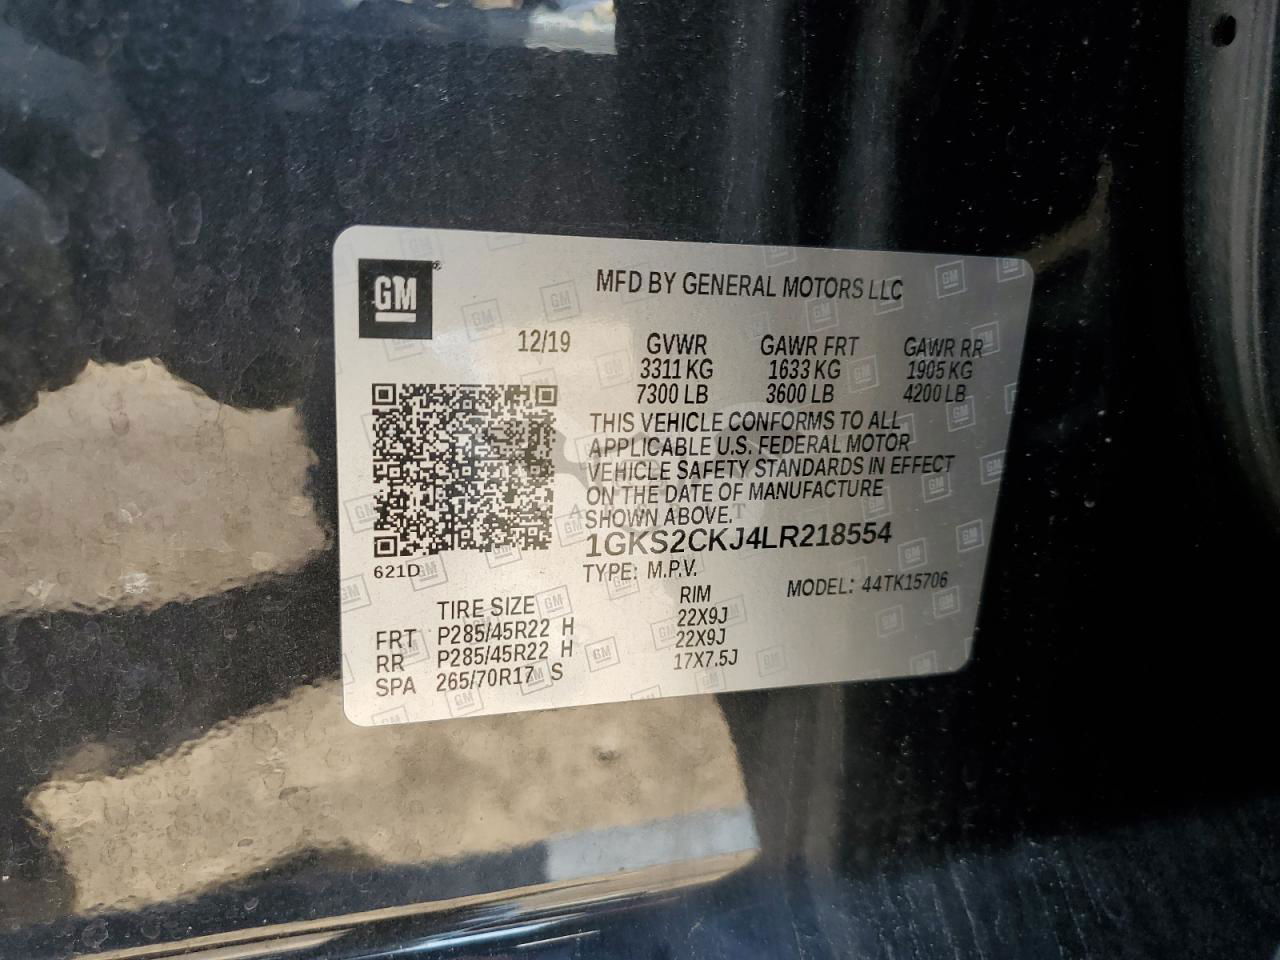 GM
MFD BY GENERAL MOTORS LLC
12/19 GVWR GAWR FRT GAWR RR
3311 KG 1633 KG 1905 KG
7300 LB 3600 LB 4200 LB
THIS VEHICLE CONFORMS TO ALL
APPLICABLE U.S. FEDERAL MOTOR
VEHICLE SAFETY STANDARDS IN EFFECT
ON THE DATE OF MANUFACTURE
SHOWN ABOVE.
1GKS2CKJ4LR218554
621D
TYPE: M.P.V. MODEL: 44TK15706
TIRE SIZE RIM
FRT P285/45R22 H 22X9J
RR P285/45R22 H 22X9J
SPA 265/70R17 S 17X7.5J